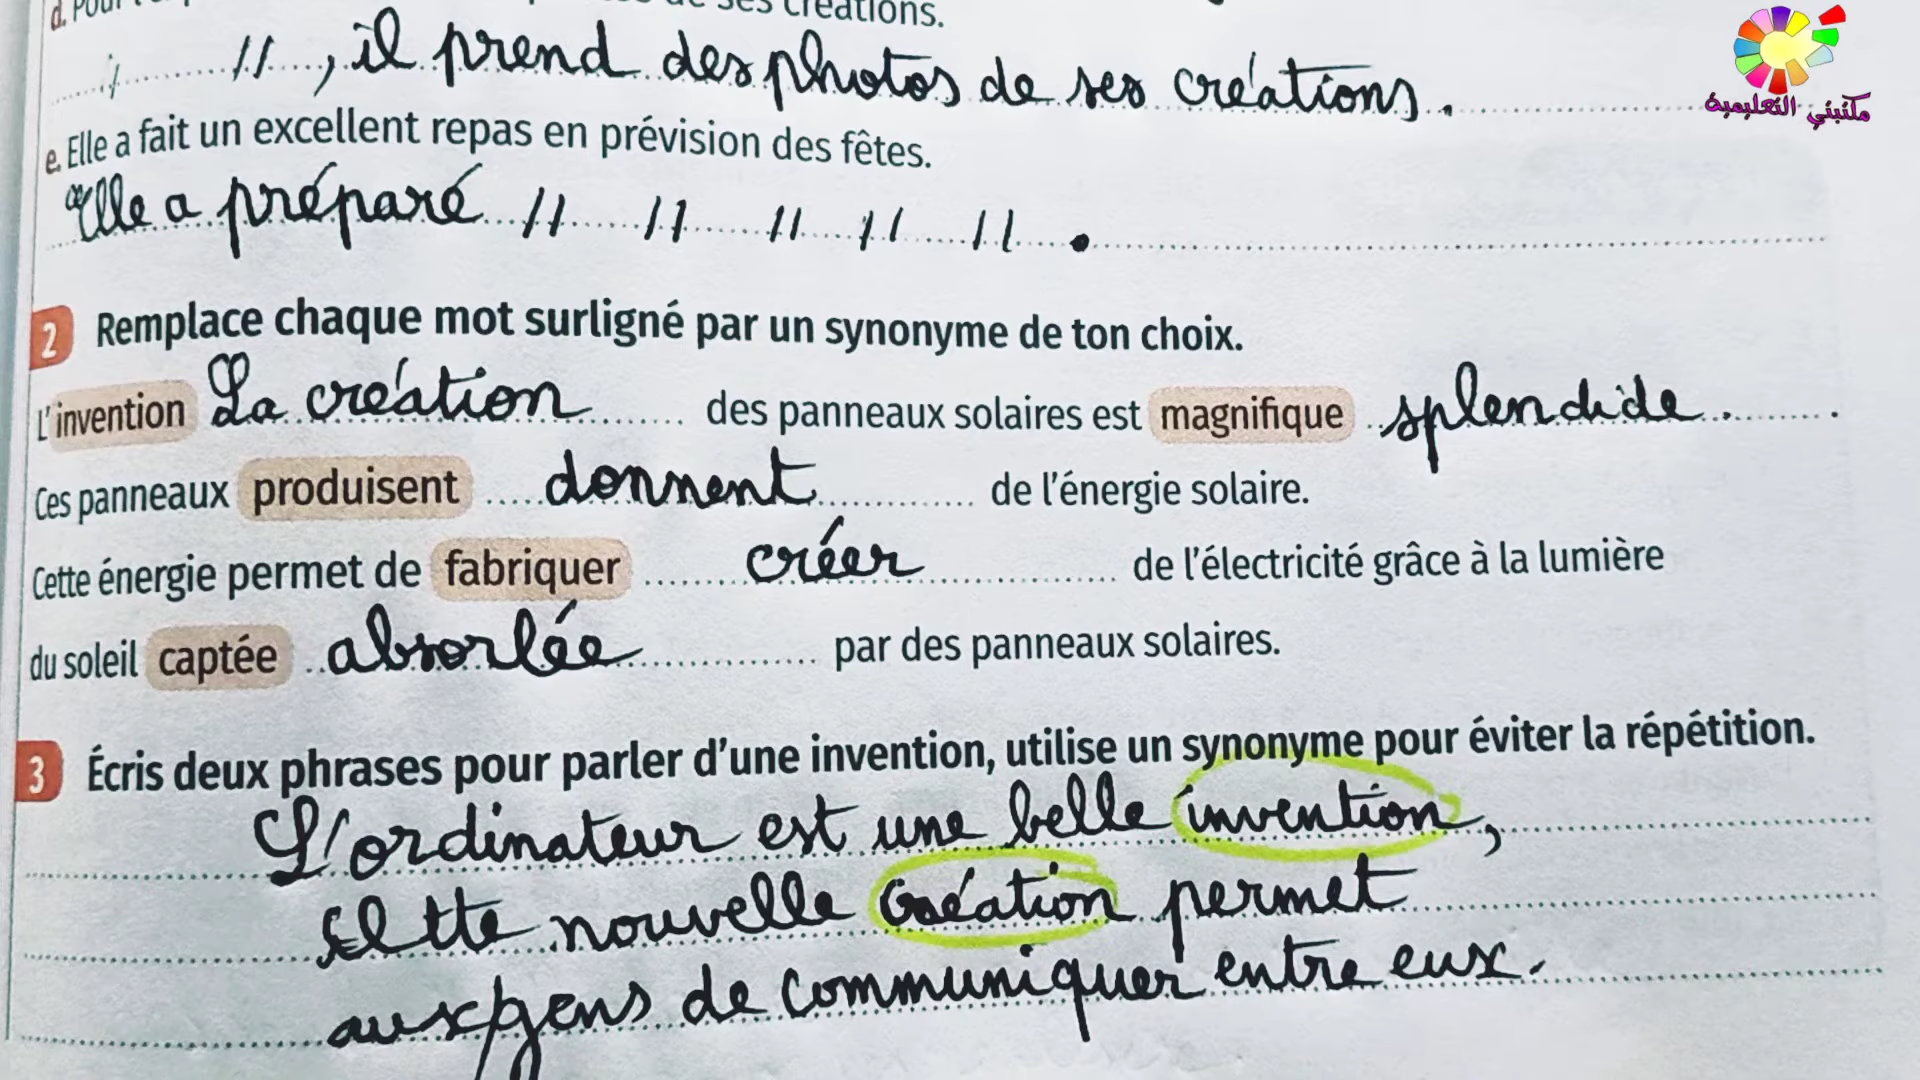 d. Pour ses créations.
// , il prend des photos de ses créations.
e. Elle a fait un excellent repas en prévision des fêtes.
Elle a préparé // // // // // .
2 Remplace chaque mot surligné par un synonyme de ton choix.
L'invention La création des panneaux solaires est magnifique splendide.
Ces panneaux produisent donnent de l'énergie solaire.
Cette énergie permet de fabriquer créer de l'électricité grâce à la lumière
du soleil captée absorbée par des panneaux solaires.
3 Écris deux phrases pour parler d'une invention, utilise un synonyme pour éviter la répétition.
L'ordinateur est une belle invention,
Cette nouvelle création permet
aux gens de communiquer entre eux.
مكتبتي التعليمية